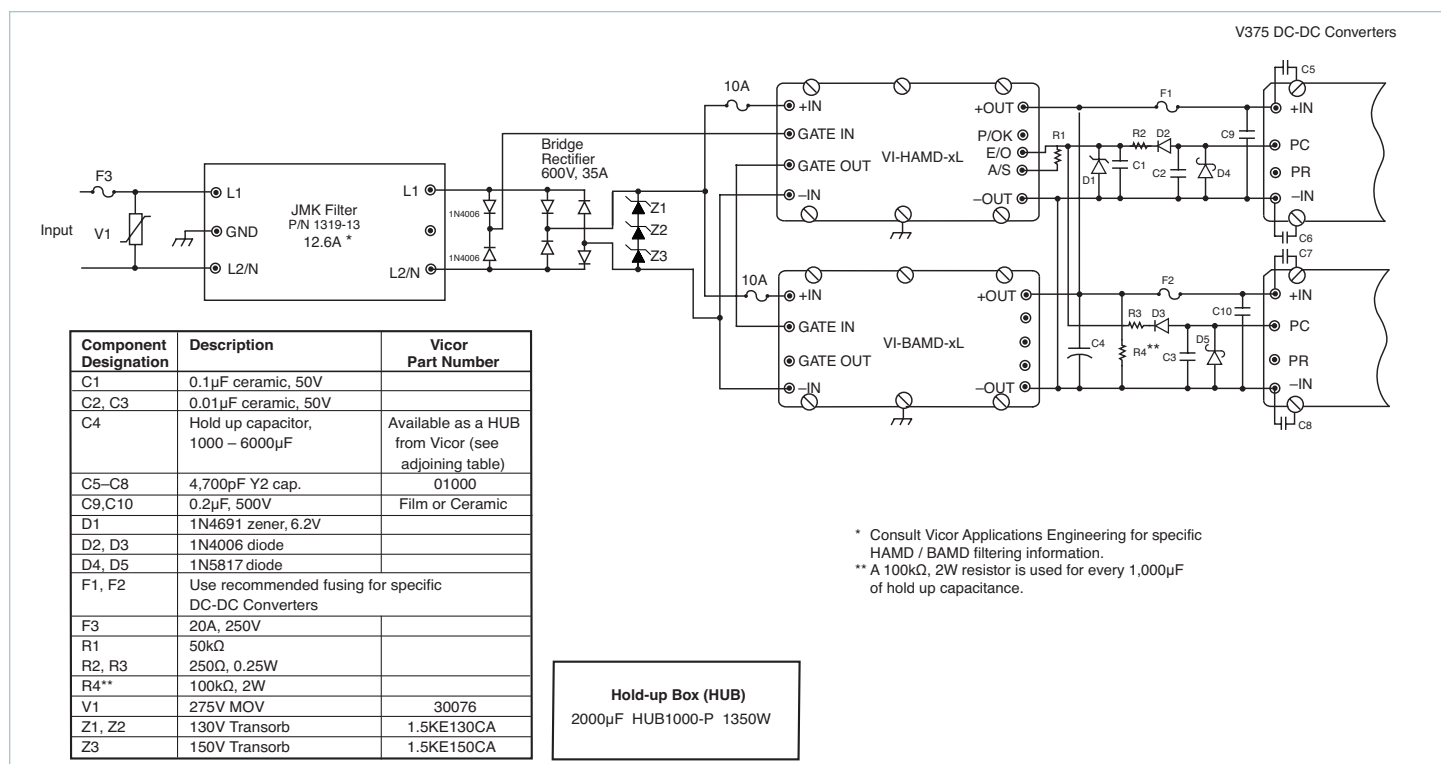 V375 DC-DC Converters
C5
10A
+IN
+OUT
F1
+IN
GATE IN
P/OK
R1
R2
D2
C9
PC
Bridge
Rectifier
600V, 35A
VI-HAMD-xL
E/O
GATE OUT
A/S
D1
C1
C2
D4
PR
F3
L1
L1
–IN
–OUT
–IN
JMK Filter
P/N 1319-13
12.6A *
1N4006
Z1
Input
V1
GND
Z2
C6
1N4006
Z3
C7
L2/N
L2/N
10A
+IN
+OUT
F2
+IN
R3
D3
C10
GATE IN
PC
VI-BAMD-xL
C4
R4**
C3
D5
GATE OUT
PR
–IN
–OUT
–IN
C8
Component
Designation
Description
Vicor
Part Number
C1
0.1µF ceramic, 50V
C2, C3
0.01µF ceramic, 50V
C4
Hold up capacitor,
1000 – 6000µF
Available as a HUB
from Vicor (see
adjoining table)
C5–C8
4,700pF Y2 cap.
01000
C9,C10
0.2µF, 500V
Film or Ceramic
D1
1N4691 zener, 6.2V
D2, D3
1N4006 diode
D4, D5
1N5817 diode
F1, F2
Use recommended fusing for specific
DC-DC Converters
F3
20A, 250V
R1
50kΩ
R2, R3
250Ω, 0.25W
R4**
100kΩ, 2W
V1
275V MOV
30076
Z1, Z2
130V Transorb
1.5KE130CA
Z3
150V Transorb
1.5KE150CA
Hold-up Box (HUB)
2000µF HUB1000-P 1350W
* Consult Vicor Applications Engineering for specific
HAMD / BAMD filtering information.
** A 100kΩ, 2W resistor is used for every 1,000µF
of hold up capacitance.